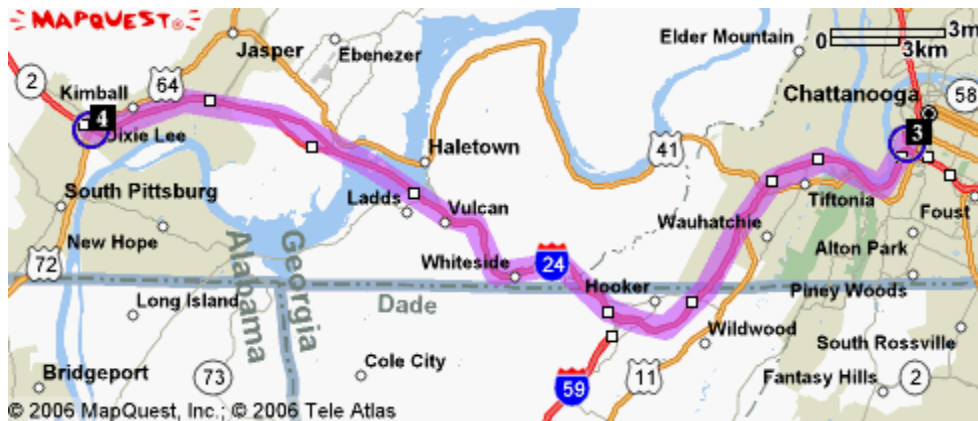 MAPQUEST®
3m
0
3km
Jasper
Ebenezer
Elder Mountain
2
Kimball
64
58
Chattanooga
4
Dixie Lee
3
Haletown
41
South Pittsburg
Ladds
Vulcan
Tiftonia
Foust
New Hope
Wauhatchie
Alton Park
72
Alabama
Georgia
Whiteside
24
Hooker
Piney Woods
Long Island
Dade
Wildwood
South Rossville
Cole City
Bridgeport
73
59
11
Fantasy Hills
2
© 2006 MapQuest, Inc.; © 2006 Tele Atlas